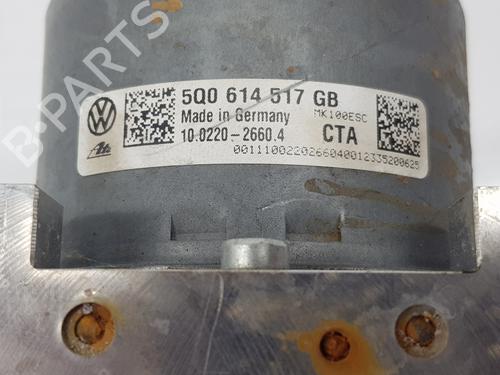 5Q0 614 517 GB
Made in Germany MK100ESC
10.0220-2660.4 CTA
0011100220266040012335200625
B-PARTS